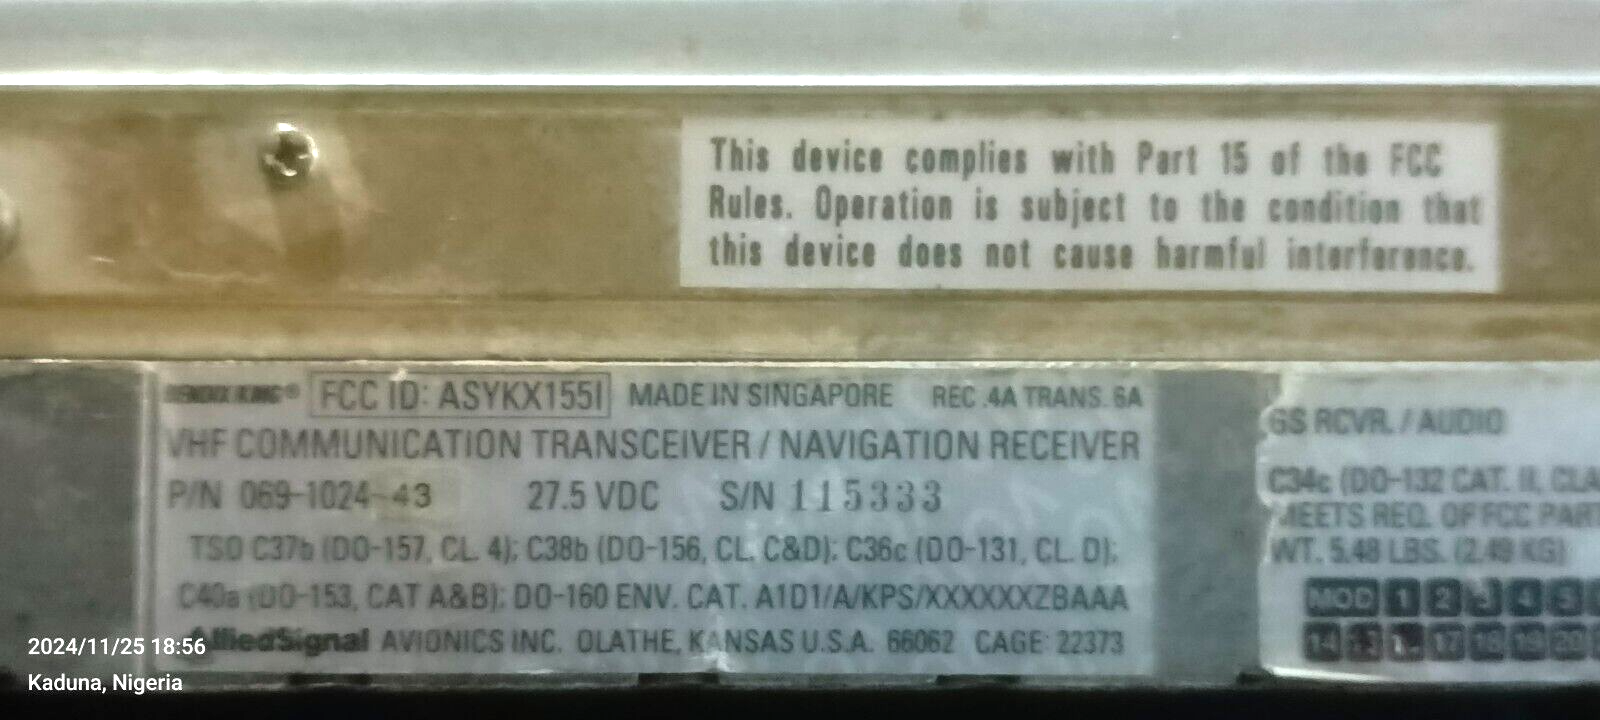 This device complies with Part 15 of the FCC
Rules. Operation is subject to the condition that
this device does not cause harmful interference.
BENDIX KING® FCC ID: ASYKX155I MADE IN SINGAPORE REC .4A TRANS. 6A
VHF COMMUNICATION TRANSCEIVER / NAVIGATION RECEIVER
P/N 069-1024-43 27.5 VDC S/N 115333
TSO C37b (DO-157, CL. 4); C38b (DO-156, CL. C&D); C36c (DO-131, CL. D);
C40a (DO-153, CAT A&B); DO-160 ENV. CAT. A1D1/A/KPS/XXXXXXZBAAA
AlliedSignal AVIONICS INC. OLATHE, KANSAS U.S.A. 66062 CAGE: 22373
GS RCVR. / AUDIO
C34c (DO-132 CAT. II, CLA
MEETS REQ. OF FCC PART
WT. 5.48 LBS. (2.49 KG)
MOD 1 2 3 4 5
14 17 18 19 20
2024/11/25 18:56
Kaduna, Nigeria